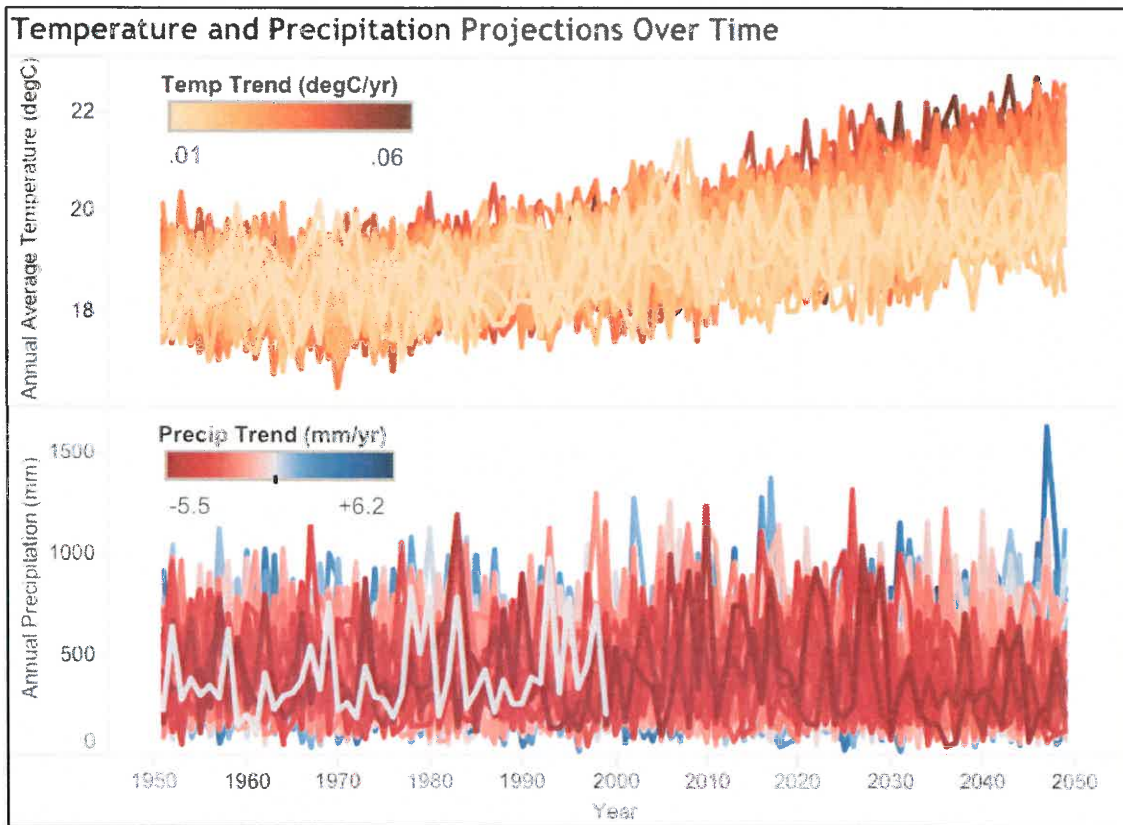 Temperature and Precipitation Projections Over Time
Annual Average Temperature (degC)
Temp Trend (degC/yr)
.01 .06
22
20
18
Annual Precipitation (mm)
Precip Trend (mm/yr)
-5.5 +6.2
1500
1000
500
0
1950 1960 1970 1980 1990 2000 2010 2020 2030 2040 2050
Year